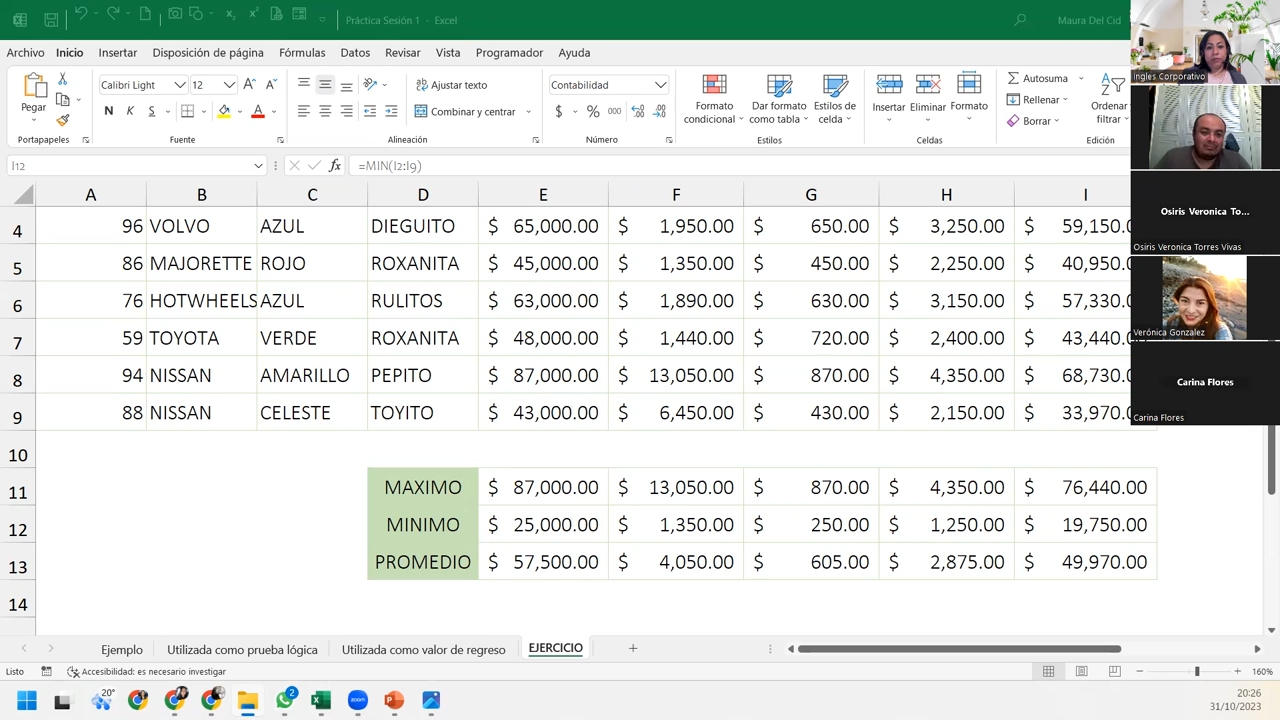 Práctica Sesión 1 - Excel
Maura Del Cid
Archivo Inicio Insertar Disposición de página Fórmulas Datos Revisar Vista Programador Ayuda
Pegar
Portapapeles
Calibri Light 12
N K S
Fuente
Ajustar texto
Combinar y centrar
Alineación
Contabilidad
$ % 000
Número
Formato condicional
Dar formato como tabla
Estilos de celda
Estilos
Insertar
Eliminar
Formato
Celdas
Autosuma
Rellenar
Borrar
Ordenar
filtrar
Edición
I12
fx =MIN(I2:I9)
A B C D E F G H I
4 96 VOLVO AZUL DIEGUITO $ 65,000.00 $ 1,950.00 $ 650.00 $ 3,250.00 $ 59,150.0
5 86 MAJORETTE ROJO ROXANITA $ 45,000.00 $ 1,350.00 $ 450.00 $ 2,250.00 $ 40,950.0
6 76 HOTWHEELS AZUL RULITOS $ 63,000.00 $ 1,890.00 $ 630.00 $ 3,150.00 $ 57,330.0
7 59 TOYOTA VERDE ROXANITA $ 48,000.00 $ 1,440.00 $ 720.00 $ 2,400.00 $ 43,440.0
8 94 NISSAN AMARILLO PEPITO $ 87,000.00 $ 13,050.00 $ 870.00 $ 4,350.00 $ 68,730.0
9 88 NISSAN CELESTE TOYITO $ 43,000.00 $ 6,450.00 $ 430.00 $ 2,150.00 $ 33,970.0
10
11 MAXIMO $ 87,000.00 $ 13,050.00 $ 870.00 $ 4,350.00 $ 76,440.00
12 MINIMO $ 25,000.00 $ 1,350.00 $ 250.00 $ 1,250.00 $ 19,750.00
13 PROMEDIO $ 57,500.00 $ 4,050.00 $ 605.00 $ 2,875.00 $ 49,970.00
14
Ingles Corporativo
Osiris Veronica To...
Osiris Veronica Torres Vivas
Verónica Gonzalez
Carina Flores
Carina Flores
Ejemplo Utilizada como prueba lógica Utilizada como valor de regreso EJERCICIO
Listo Accesibilidad: es necesario investigar 160%
20° 2 zoom
20:26
31/10/2023